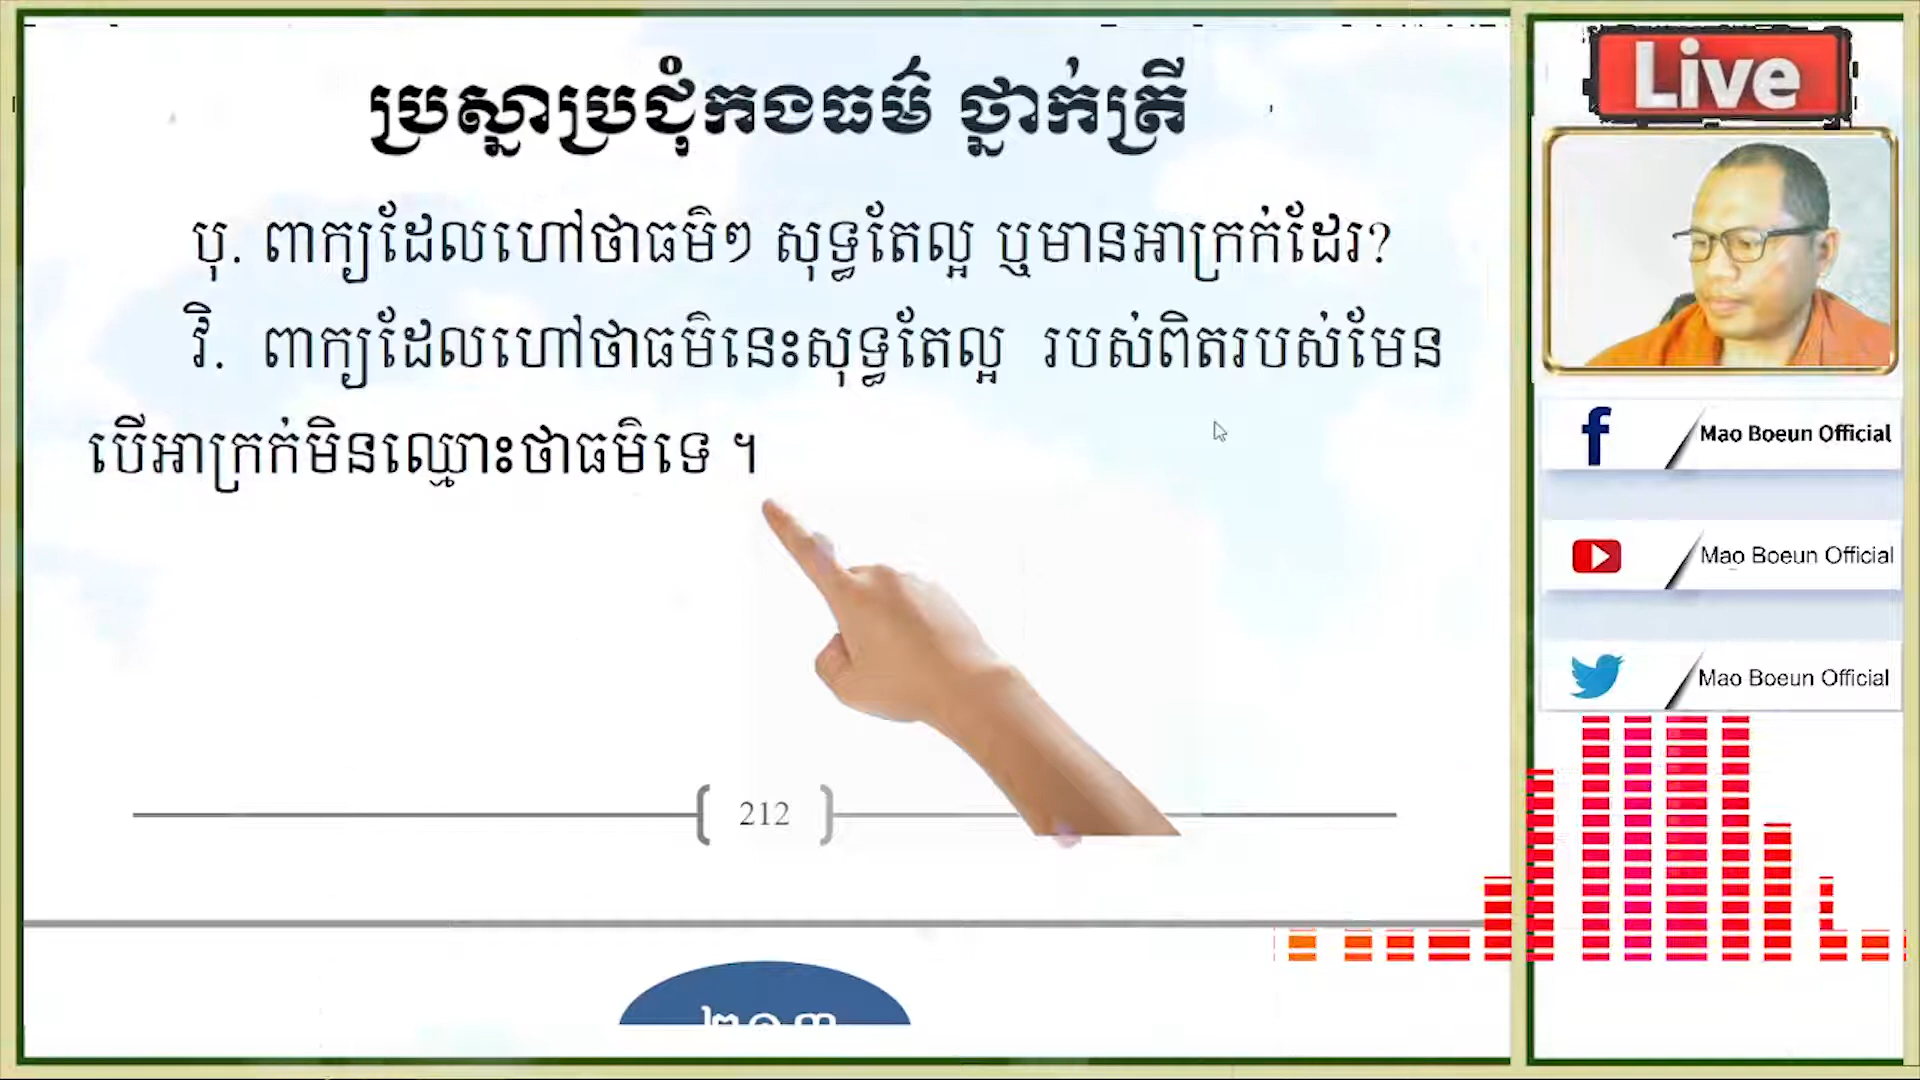 ប្រស្នាប្រជុំកងធម៌ ថ្នាក់ត្រី
បុ. ពាក្យដែលហៅថាធម៌ៗ សុទ្ធតែល្អ ឬមានអាក្រក់ដែរ?
វិ. ពាក្យដែលហៅថាធម៌នេះសុទ្ធតែល្អ របស់ពិតរបស់មែន
បើអាក្រក់មិនឈ្មោះថាធម៌ទេ ។
212
២១៣
Live
Mao Boeun Official
Mao Boeun Official
Mao Boeun Official